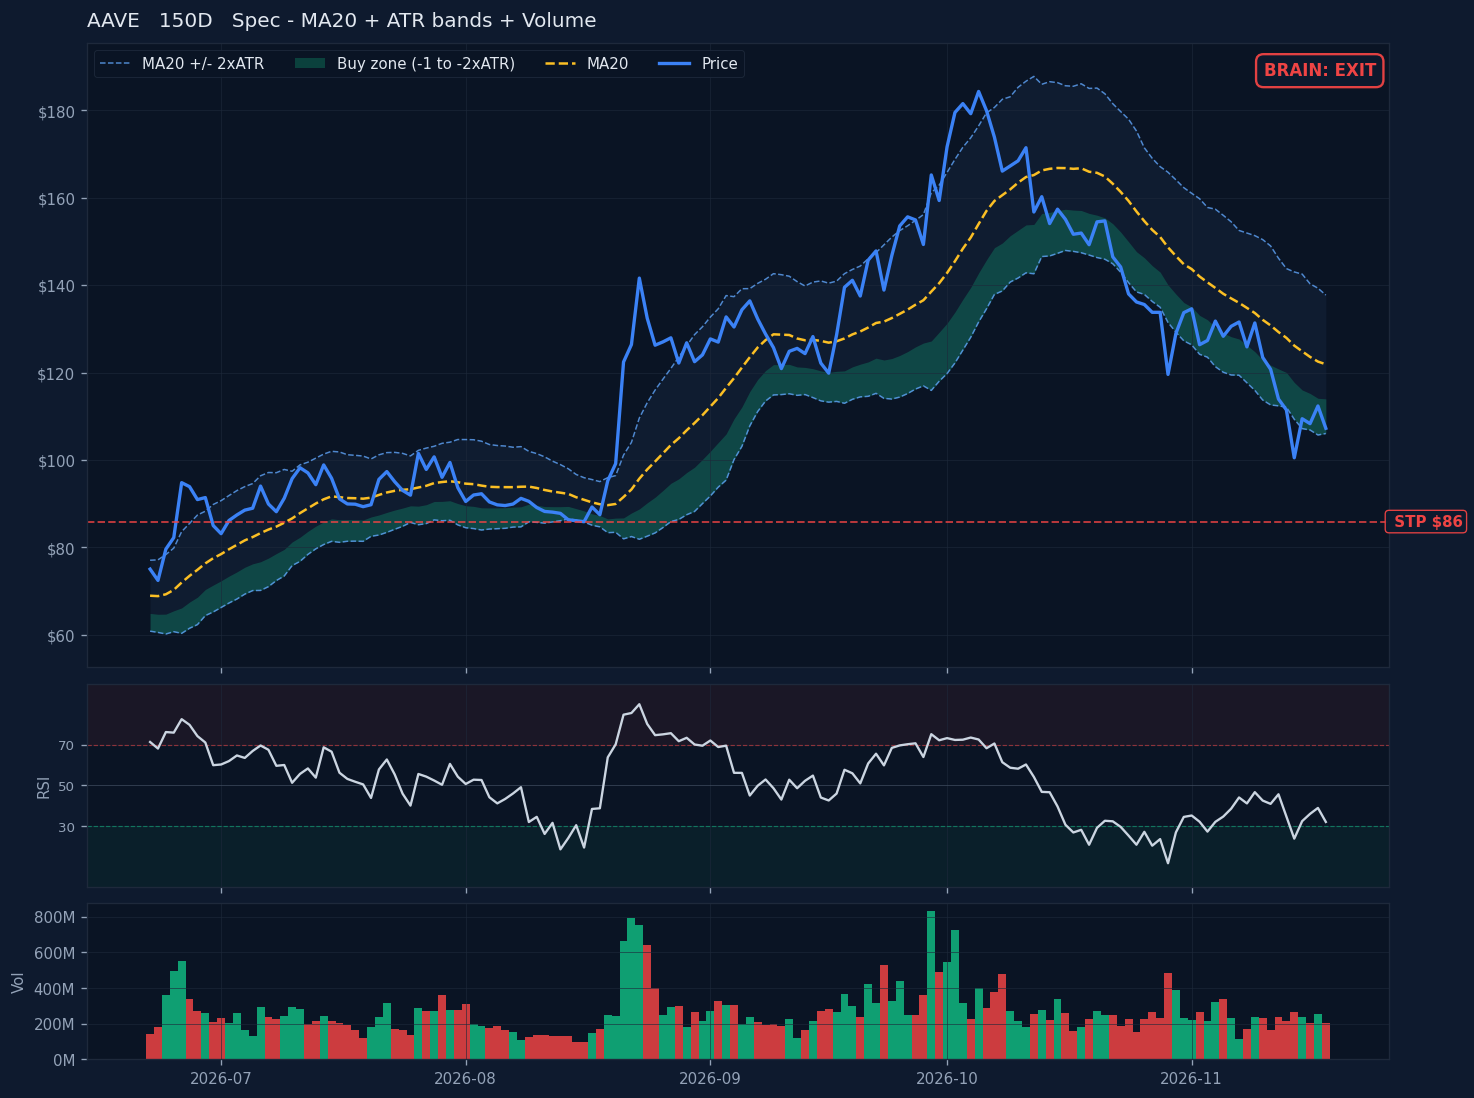 AAVE   150D   Spec - MA20 + ATR bands + Volume
MA20 +/- 2xATR   Buy zone (-1 to -2xATR)   MA20   Price
BRAIN: EXIT
$180
$160
$140
$120
$100
$80
$60
STP $86
RSI
70
50
30
Vol
800M
600M
400M
200M
0M
2026-07   2026-08   2026-09   2026-10   2026-11